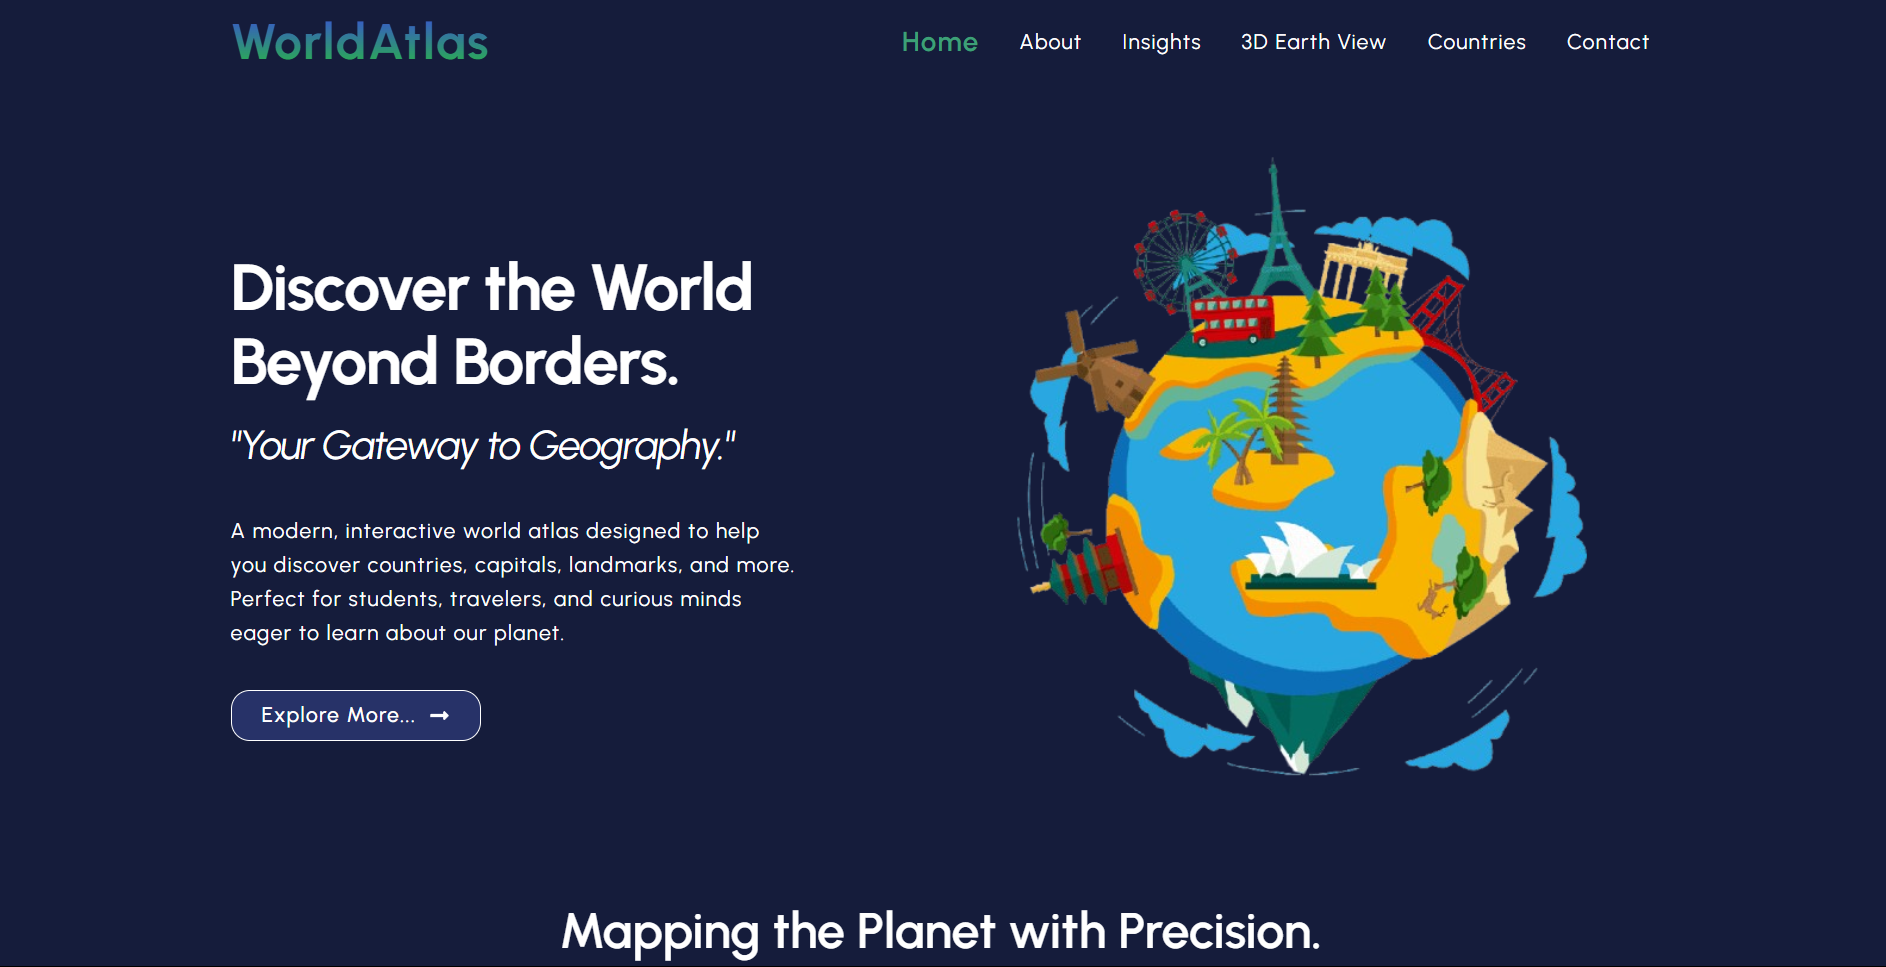 WorldAtlas
Home About Insights 3D Earth View Countries Contact
Discover the World
Beyond Borders.
"Your Gateway to Geography."
A modern, interactive world atlas designed to help
you discover countries, capitals, landmarks, and more.
Perfect for students, travelers, and curious minds
eager to learn about our planet.
Explore More...
Mapping the Planet with Precision.